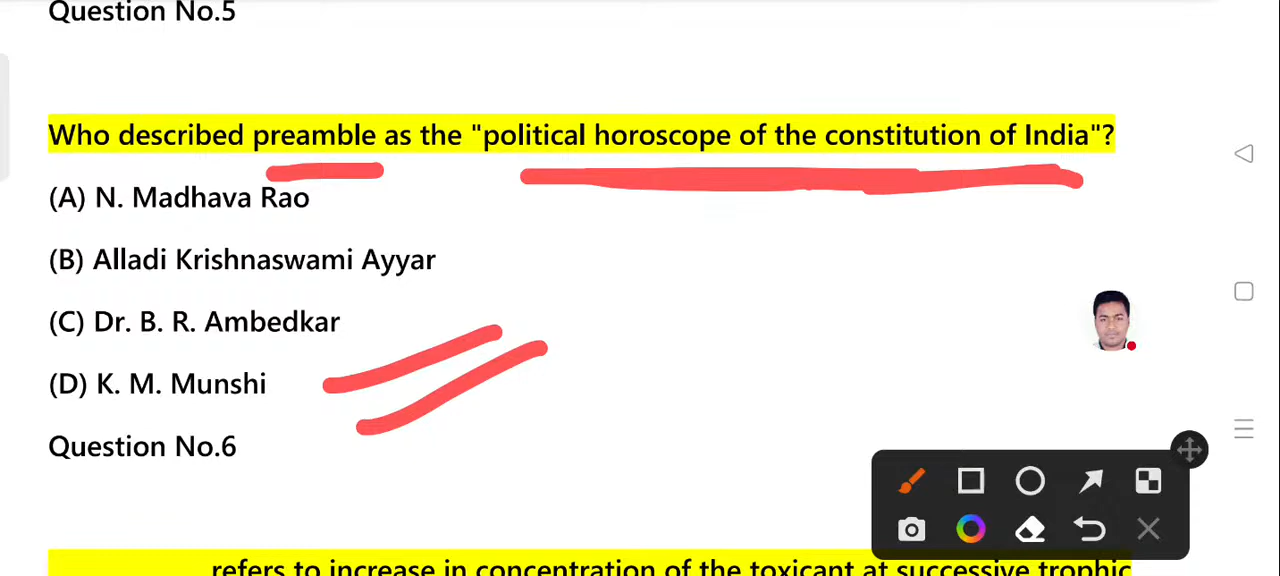 Question No.5
Who described preamble as the "political horoscope of the constitution of India"?
(A) N. Madhava Rao
(B) Alladi Krishnaswami Ayyar
(C) Dr. B. R. Ambedkar
(D) K. M. Munshi
Question No.6
refers to increase in concentration of the toxicant at successive trophic